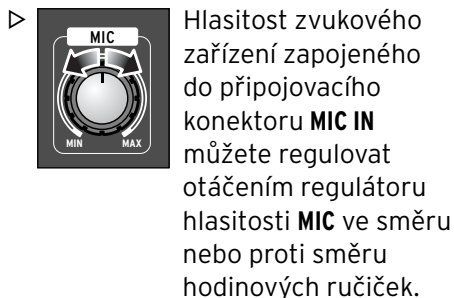 MIC
MIN MAX
Hlasitost zvukového
zařízení zapojeného
do připojovacího
konektoru MIC IN
můžete regulovat
otáčením regulátoru
hlasitosti MIC ve směru
nebo proti směru
hodinových ručiček.